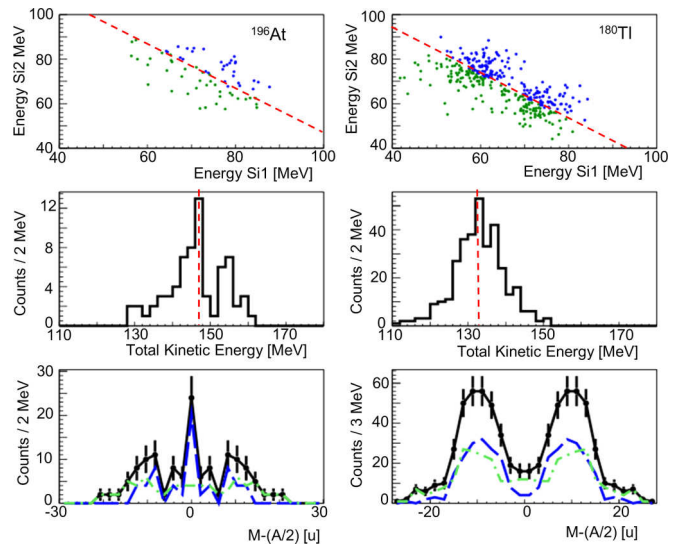 100
80
60
40
Energy Si2 MeV
¹⁹⁶At
40 60 80 100
Energy Si1 [MeV]
100
80
60
40
Energy Si2 MeV
¹⁸⁰Tl
40 60 80 100
Energy Si1 [MeV]
12
8
4
0
Counts / 2 MeV
110 130 150 170
Total Kinetic Energy [MeV]
40
20
0
Counts / 2 MeV
110 130 150 170
Total Kinetic Energy [MeV]
30
20
10
0
Counts / 2 MeV
-30 0 30
M-(A/2) [u]
60
40
20
0
Counts / 3 MeV
-20 0 20
M-(A/2) [u]